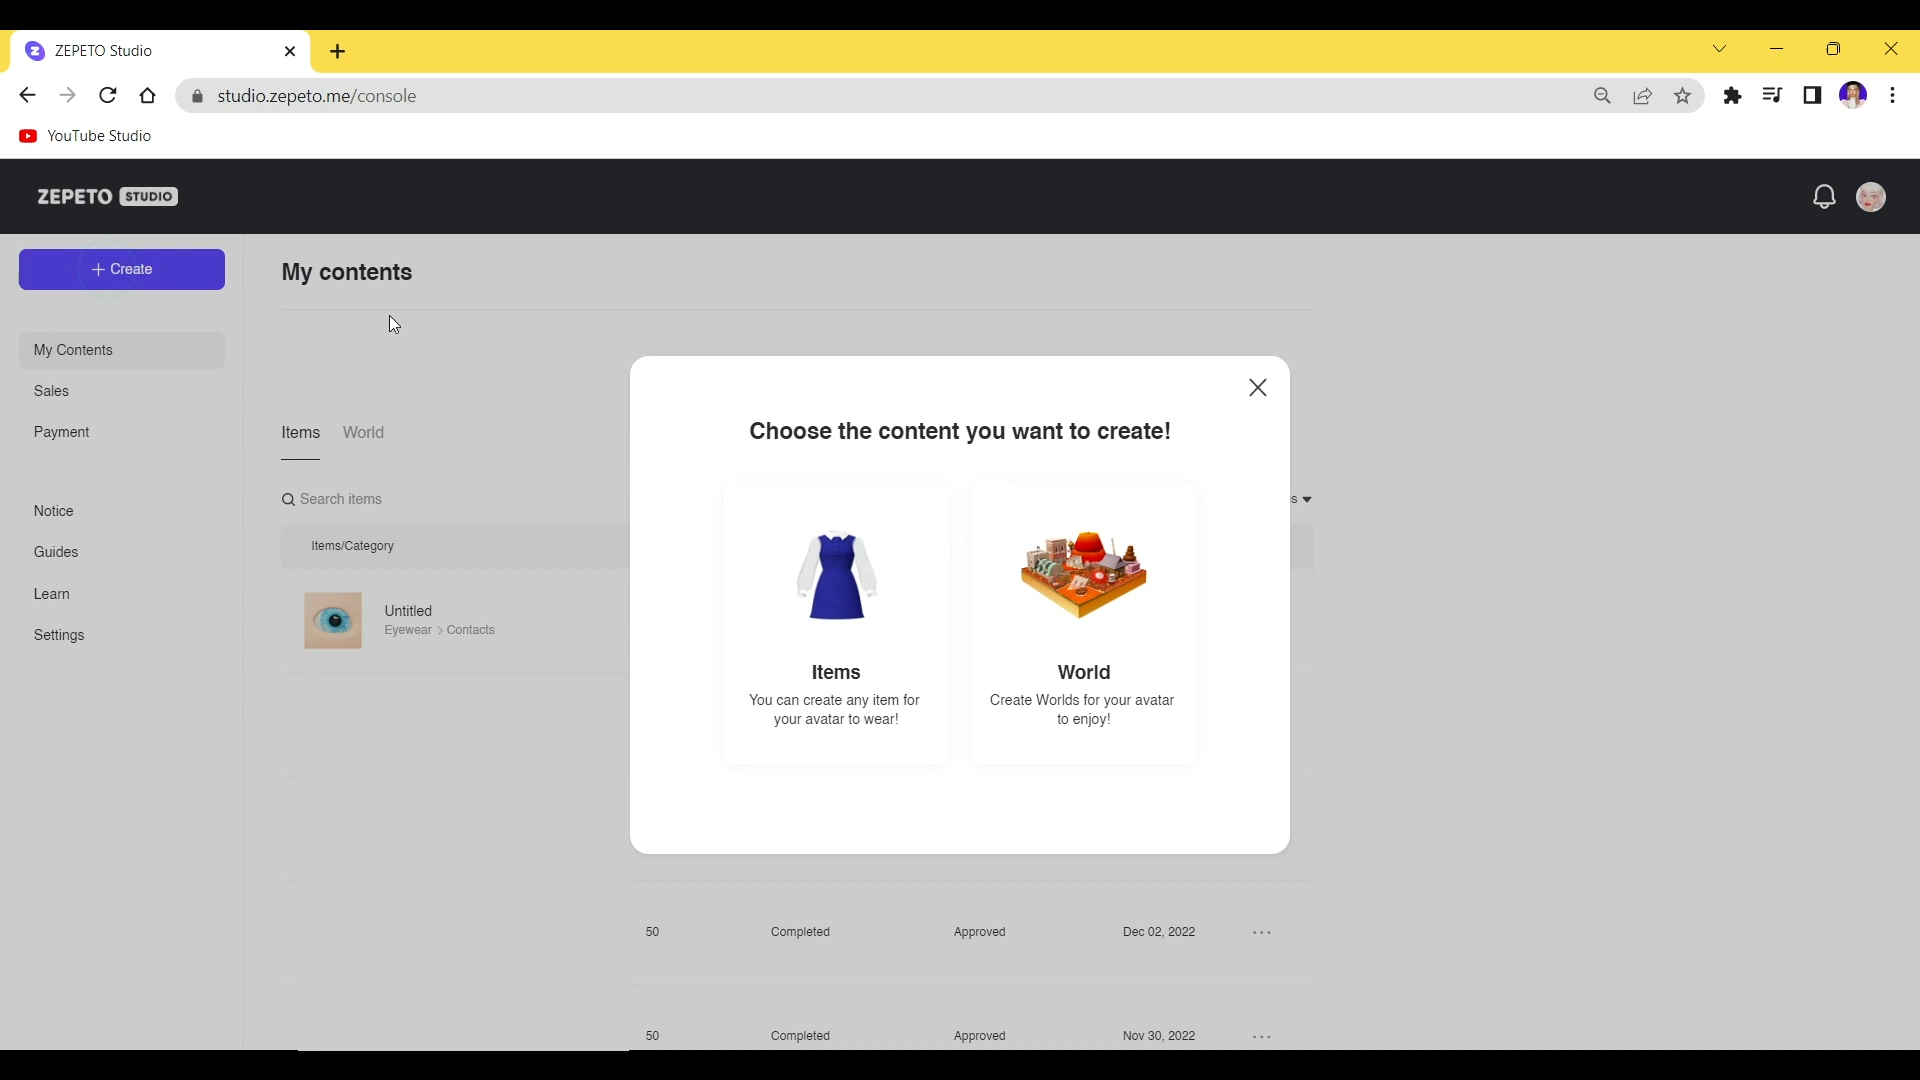 ZEPETO Studio
studio.zepeto.me/console
YouTube Studio
ZEPETO STUDIO
+ Create
My Contents
Sales
Payment
Notice
Guides
Learn
Settings
My contents
Items World
Search items
Items/Category
Untitled
Eyewear > Contacts
Choose the content you want to create!
Items
You can create any item for
your avatar to wear!
World
Create Worlds for your avatar
to enjoy!
50 Completed Approved Dec 02, 2022 ...
50 Completed Approved Nov 30, 2022 ...